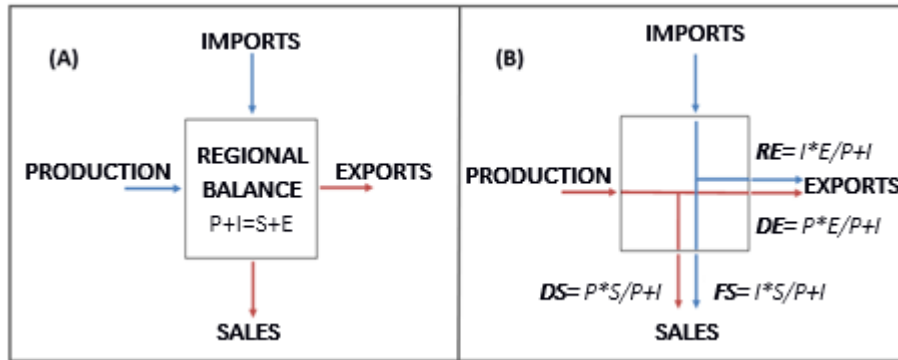 (A)
IMPORTS
PRODUCTION
REGIONAL
BALANCE
P+I=S+E
EXPORTS
SALES
(B)
IMPORTS
PRODUCTION
RE= I*E/P+I
EXPORTS
DE= P*E/P+I
DS= P*S/P+I
FS= I*S/P+I
SALES